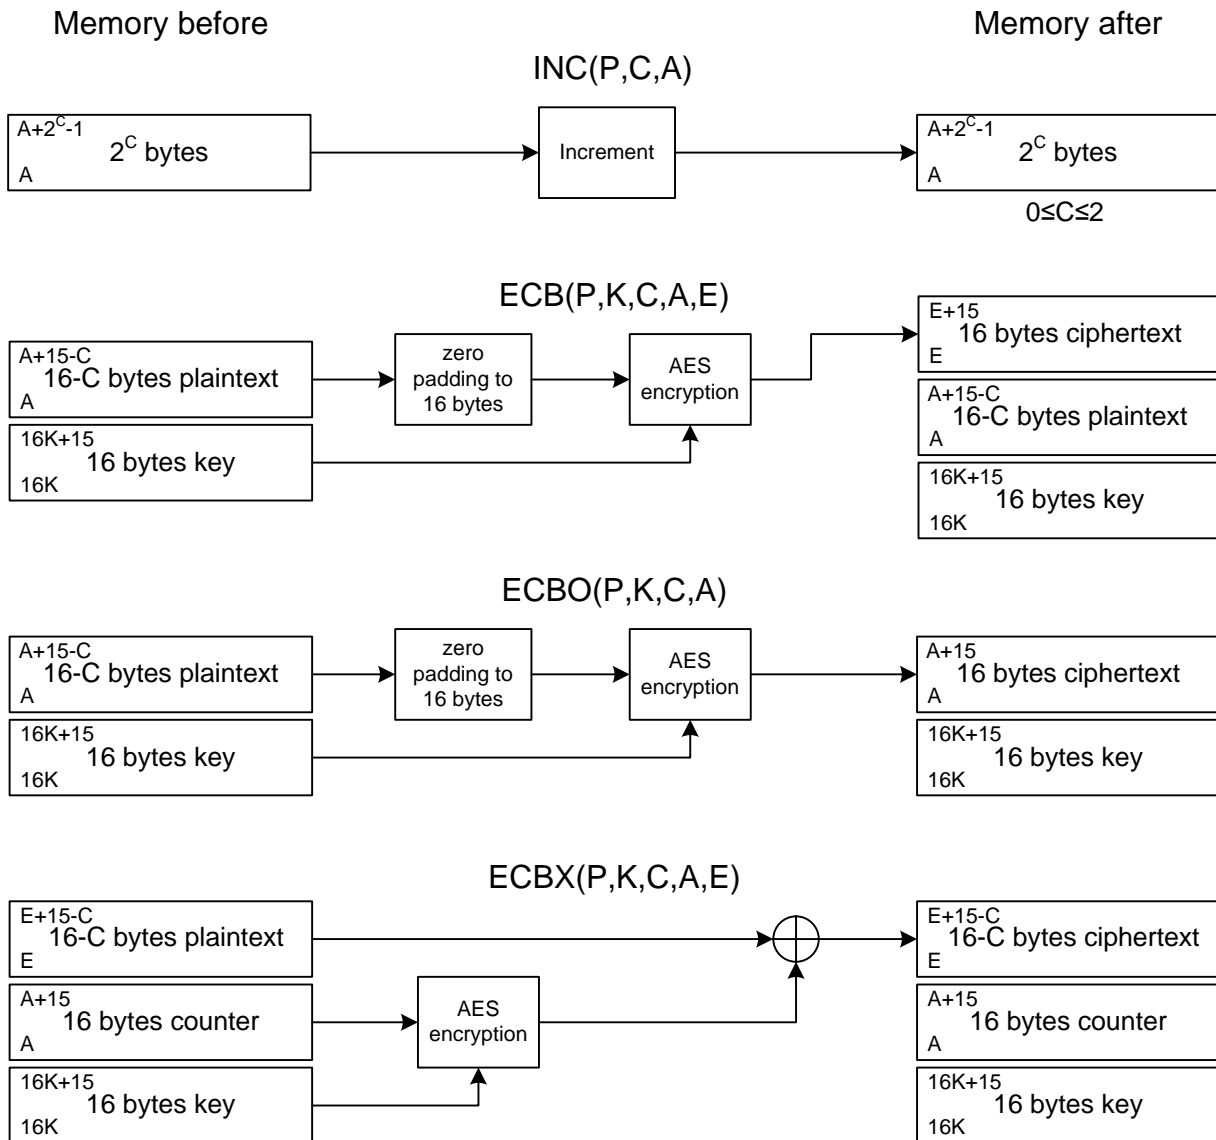 Memory before
Memory after
INC(P,C,A)
A+2^C-1
2^C bytes
A
Increment
A+2^C-1
2^C bytes
A
0≤C≤2
ECB(P,K,C,A,E)
A+15-C
16-C bytes plaintext
A
16K+15
16 bytes key
16K
zero
padding to
16 bytes
AES
encryption
E+15
16 bytes ciphertext
E
A+15-C
16-C bytes plaintext
A
16K+15
16 bytes key
16K
ECBO(P,K,C,A)
A+15-C
16-C bytes plaintext
A
16K+15
16 bytes key
16K
zero
padding to
16 bytes
AES
encryption
A+15
16 bytes ciphertext
A
16K+15
16 bytes key
16K
ECBX(P,K,C,A,E)
E+15-C
16-C bytes plaintext
E
A+15
16 bytes counter
A
16K+15
16 bytes key
16K
AES
encryption
E+15-C
16-C bytes ciphertext
E
A+15
16 bytes counter
A
16K+15
16 bytes key
16K